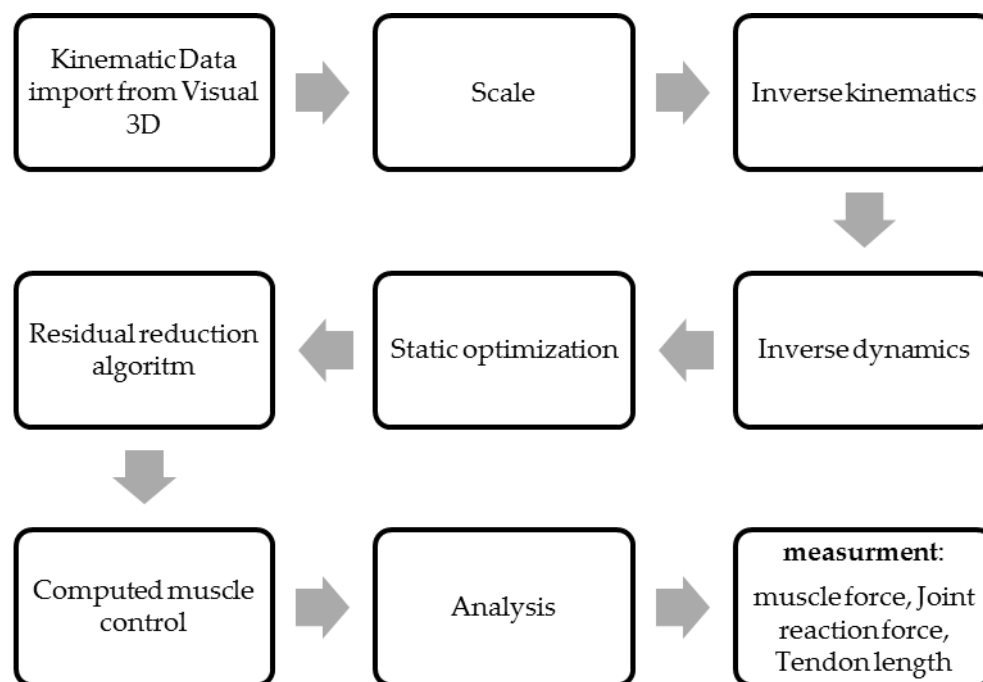 Kinematic Data
import from Visual
3D
Scale
Inverse kinematics
Inverse dynamics
Static optimization
Residual reduction
algoritm
Computed muscle
control
Analysis
measurment:
muscle force, Joint
reaction force,
Tendon length